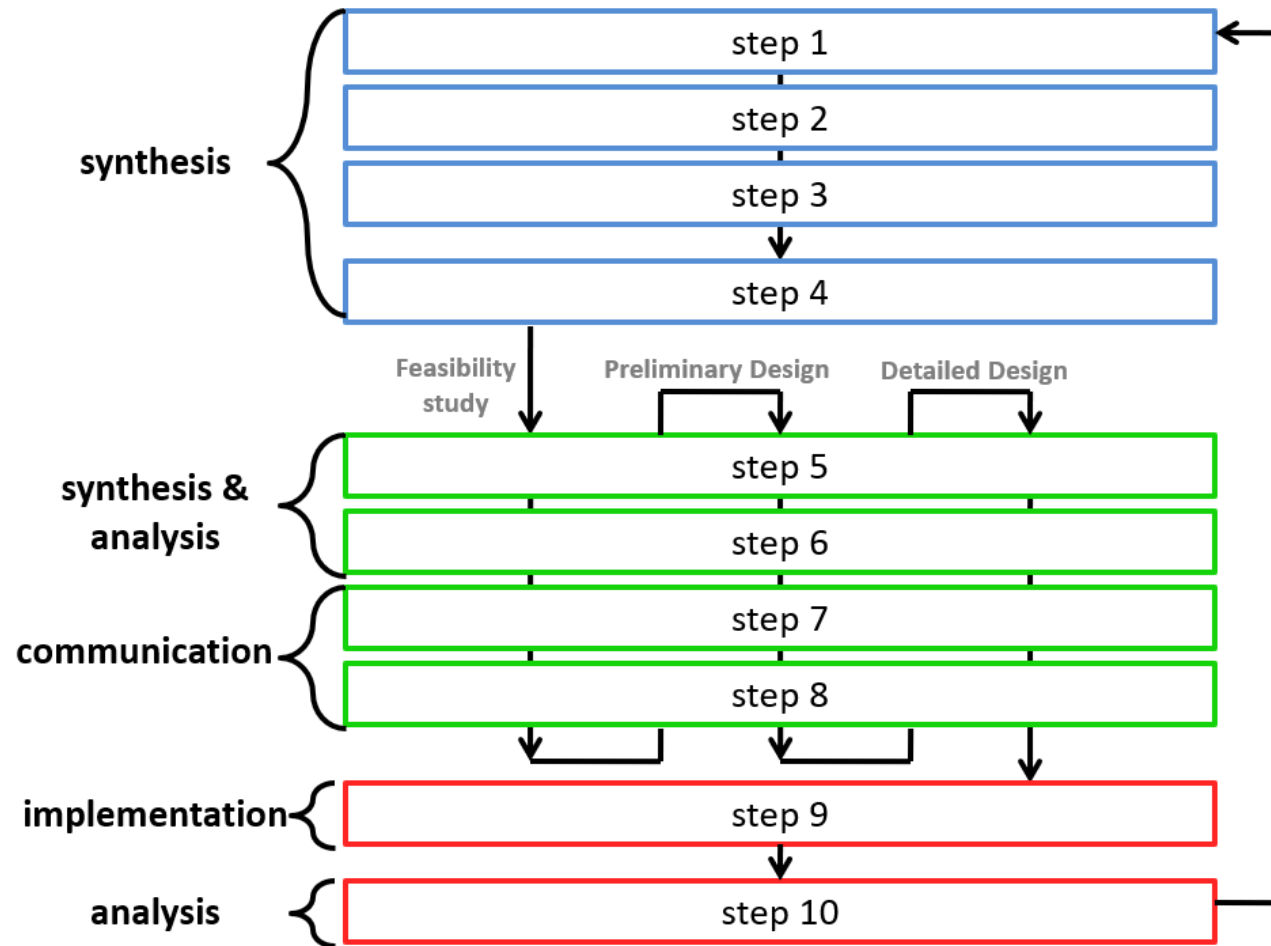 step 1
step 2
synthesis
step 3
step 4
Feasibility
study
Preliminary Design
Detailed Design
step 5
synthesis &
analysis
step 6
step 7
communication
step 8
implementation
step 9
analysis
step 10